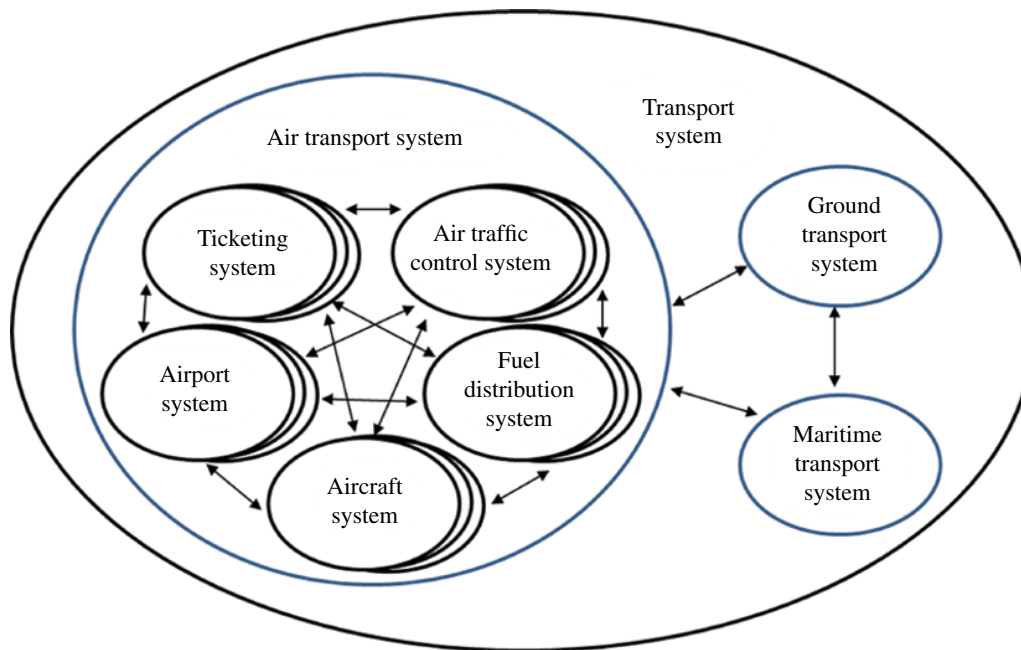 Transport
system
Air transport system
Ticketing
system
Air traffic
control system
Ground
transport
system
Airport
system
Fuel
distribution
system
Aircraft
system
Maritime
transport
system